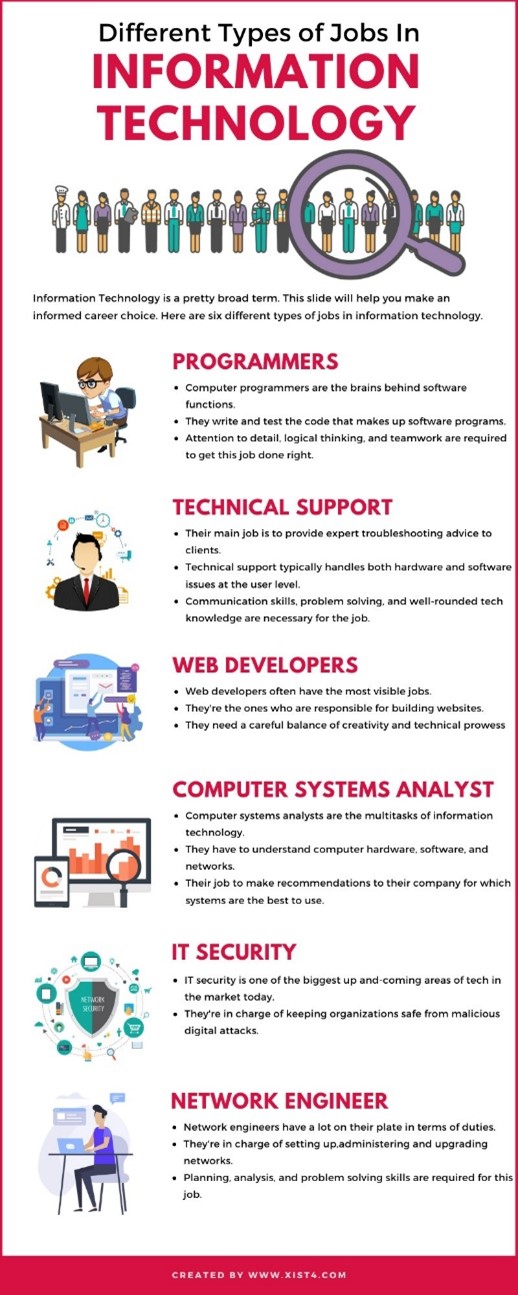 Different Types of Jobs In
INFORMATION
TECHNOLOGY
Information Technology is a pretty broad term. This slide will help you make an
informed career choice. Here are six different types of jobs in information technology.
PROGRAMMERS
• Computer programmers are the brains behind software
functions.
• They write and test the code that makes up software programs.
• Attention to detail, logical thinking, and teamwork are required
to get this job done right.
TECHNICAL SUPPORT
• Their main job is to provide expert troubleshooting advice to
clients.
• Technical support typically handles both hardware and software
issues at the user level.
• Communication skills, problem solving, and well-rounded tech
knowledge are necessary for the job.
WEB DEVELOPERS
• Web developers often have the most visible jobs.
• They're the ones who are responsible for building websites.
• They need a careful balance of creativity and technical prowess
COMPUTER SYSTEMS ANALYST
• Computer systems analysts are the multitasks of information
technology.
• They have to understand computer hardware, software, and
networks.
• Their job to make recommendations to their company for which
systems are the best to use.
IT SECURITY
NETWORK
SECURITY
• IT security is one of the biggest up and-coming areas of tech in
the market today.
• They're in charge of keeping organizations safe from malicious
digital attacks.
NETWORK ENGINEER
• Network engineers have a lot on their plate in terms of duties.
• They're in charge of setting up,administering and upgrading
networks.
• Planning, analysis, and problem solving skills are required for this
job.
CREATED BY WWW.XIST4.COM